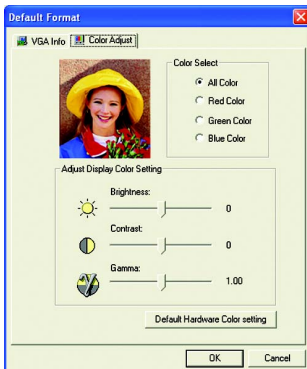 Default Format
VGA Info
Color Adjust
Color Select
All Color
Red Color
Green Color
Blue Color
Adjust Display Color Setting
Brightness:
0
Contrast:
0
Gamma:
1.00
Default Hardware Color setting
OK Cancel